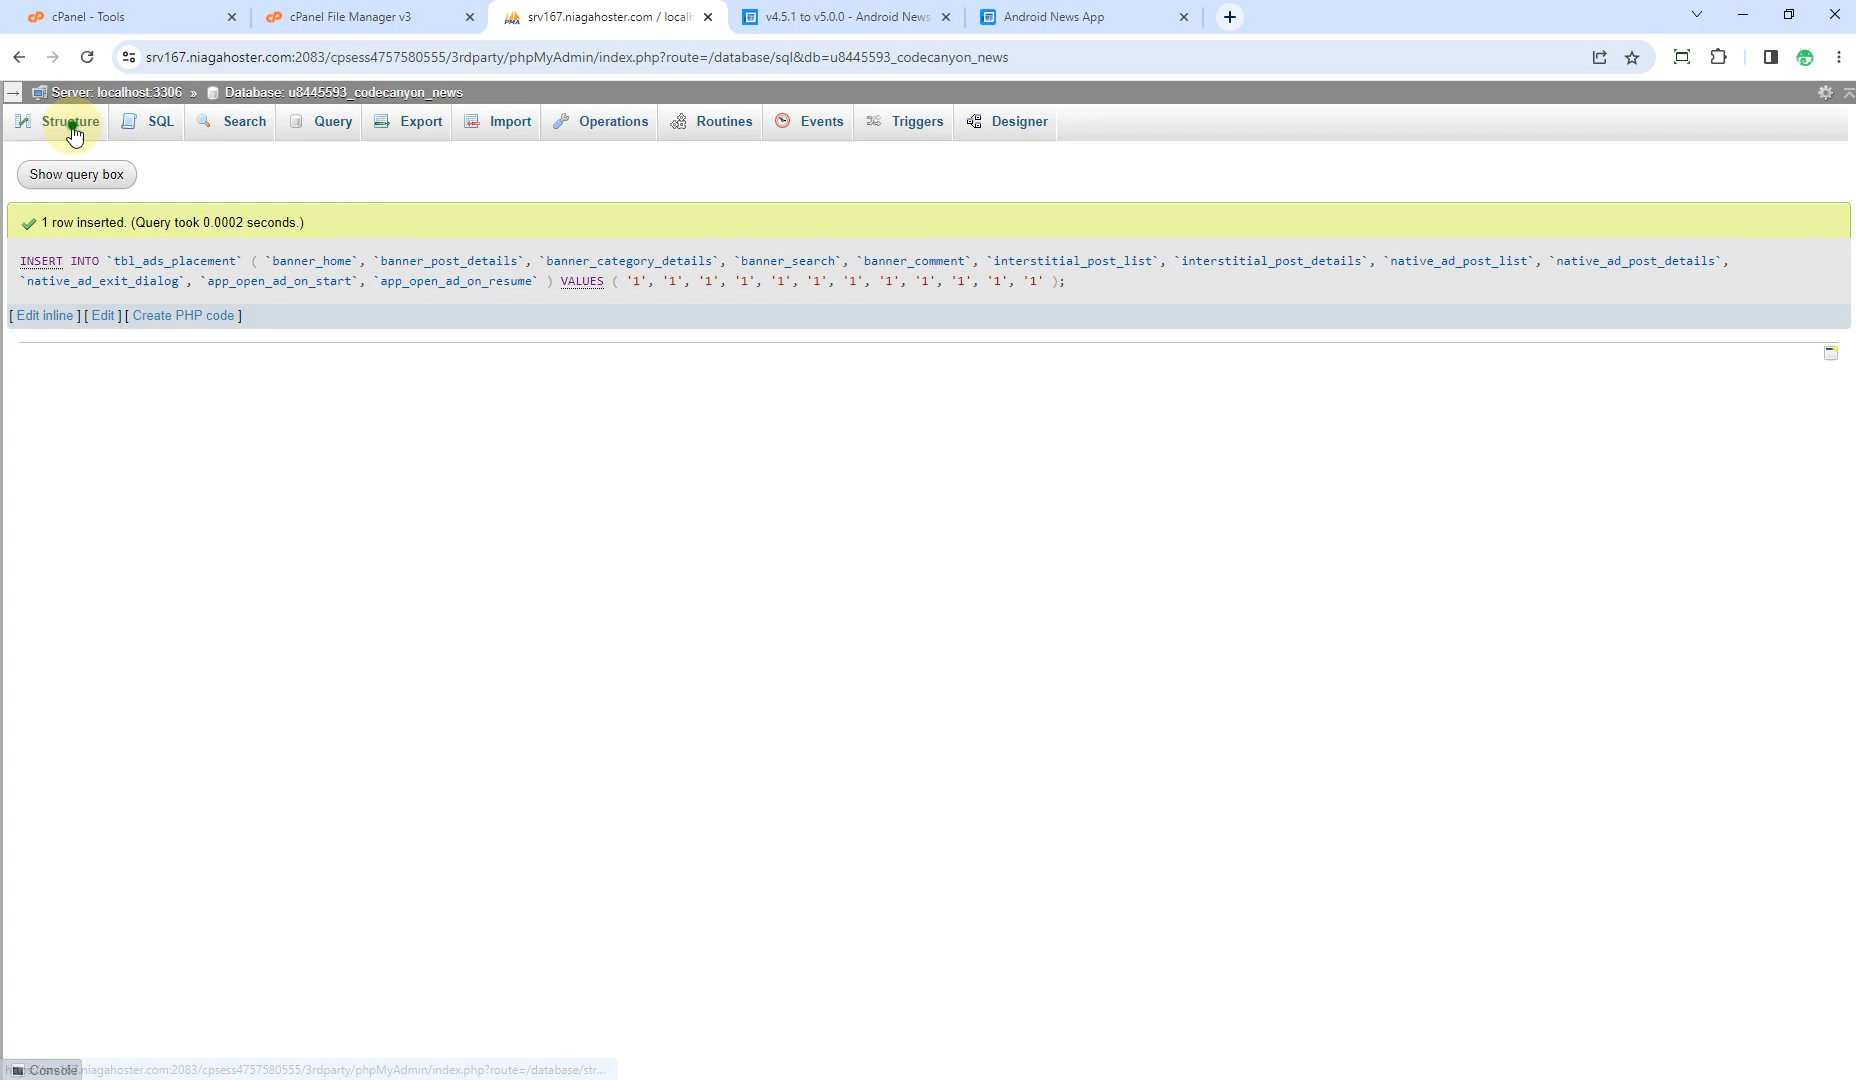 cPanel - Tools
cPanel File Manager v3
srv167.niagahoster.com / localh
v4.5.1 to v5.0.0 - Android News
Android News App
srv167.niagahoster.com:2083/cpsess4757580555/3rdparty/phpMyAdmin/index.php?route=/database/sql&db=u8445593_codecanyon_news
Server: localhost:3306 » Database: u8445593_codecanyon_news
Structure SQL Search Query Export Import Operations Routines Events Triggers Designer
Show query box
1 row inserted. (Query took 0.0002 seconds.)
INSERT INTO `tbl_ads_placement` ( `banner_home`, `banner_post_details`, `banner_category_details`, `banner_search`, `banner_comment`, `interstitial_post_list`, `interstitial_post_details`, `native_ad_post_list`, `native_ad_post_details`,
`native_ad_exit_dialog`, `app_open_ad_on_start`, `app_open_ad_on_resume` ) VALUES ( '1', '1', '1', '1', '1', '1', '1', '1', '1', '1', '1', '1' );
[ Edit inline ] [ Edit ] [ Create PHP code ]
Console niagahoster.com:2083/cpsess4757580555/3rdparty/phpMyAdmin/index.php?route=/database/str...